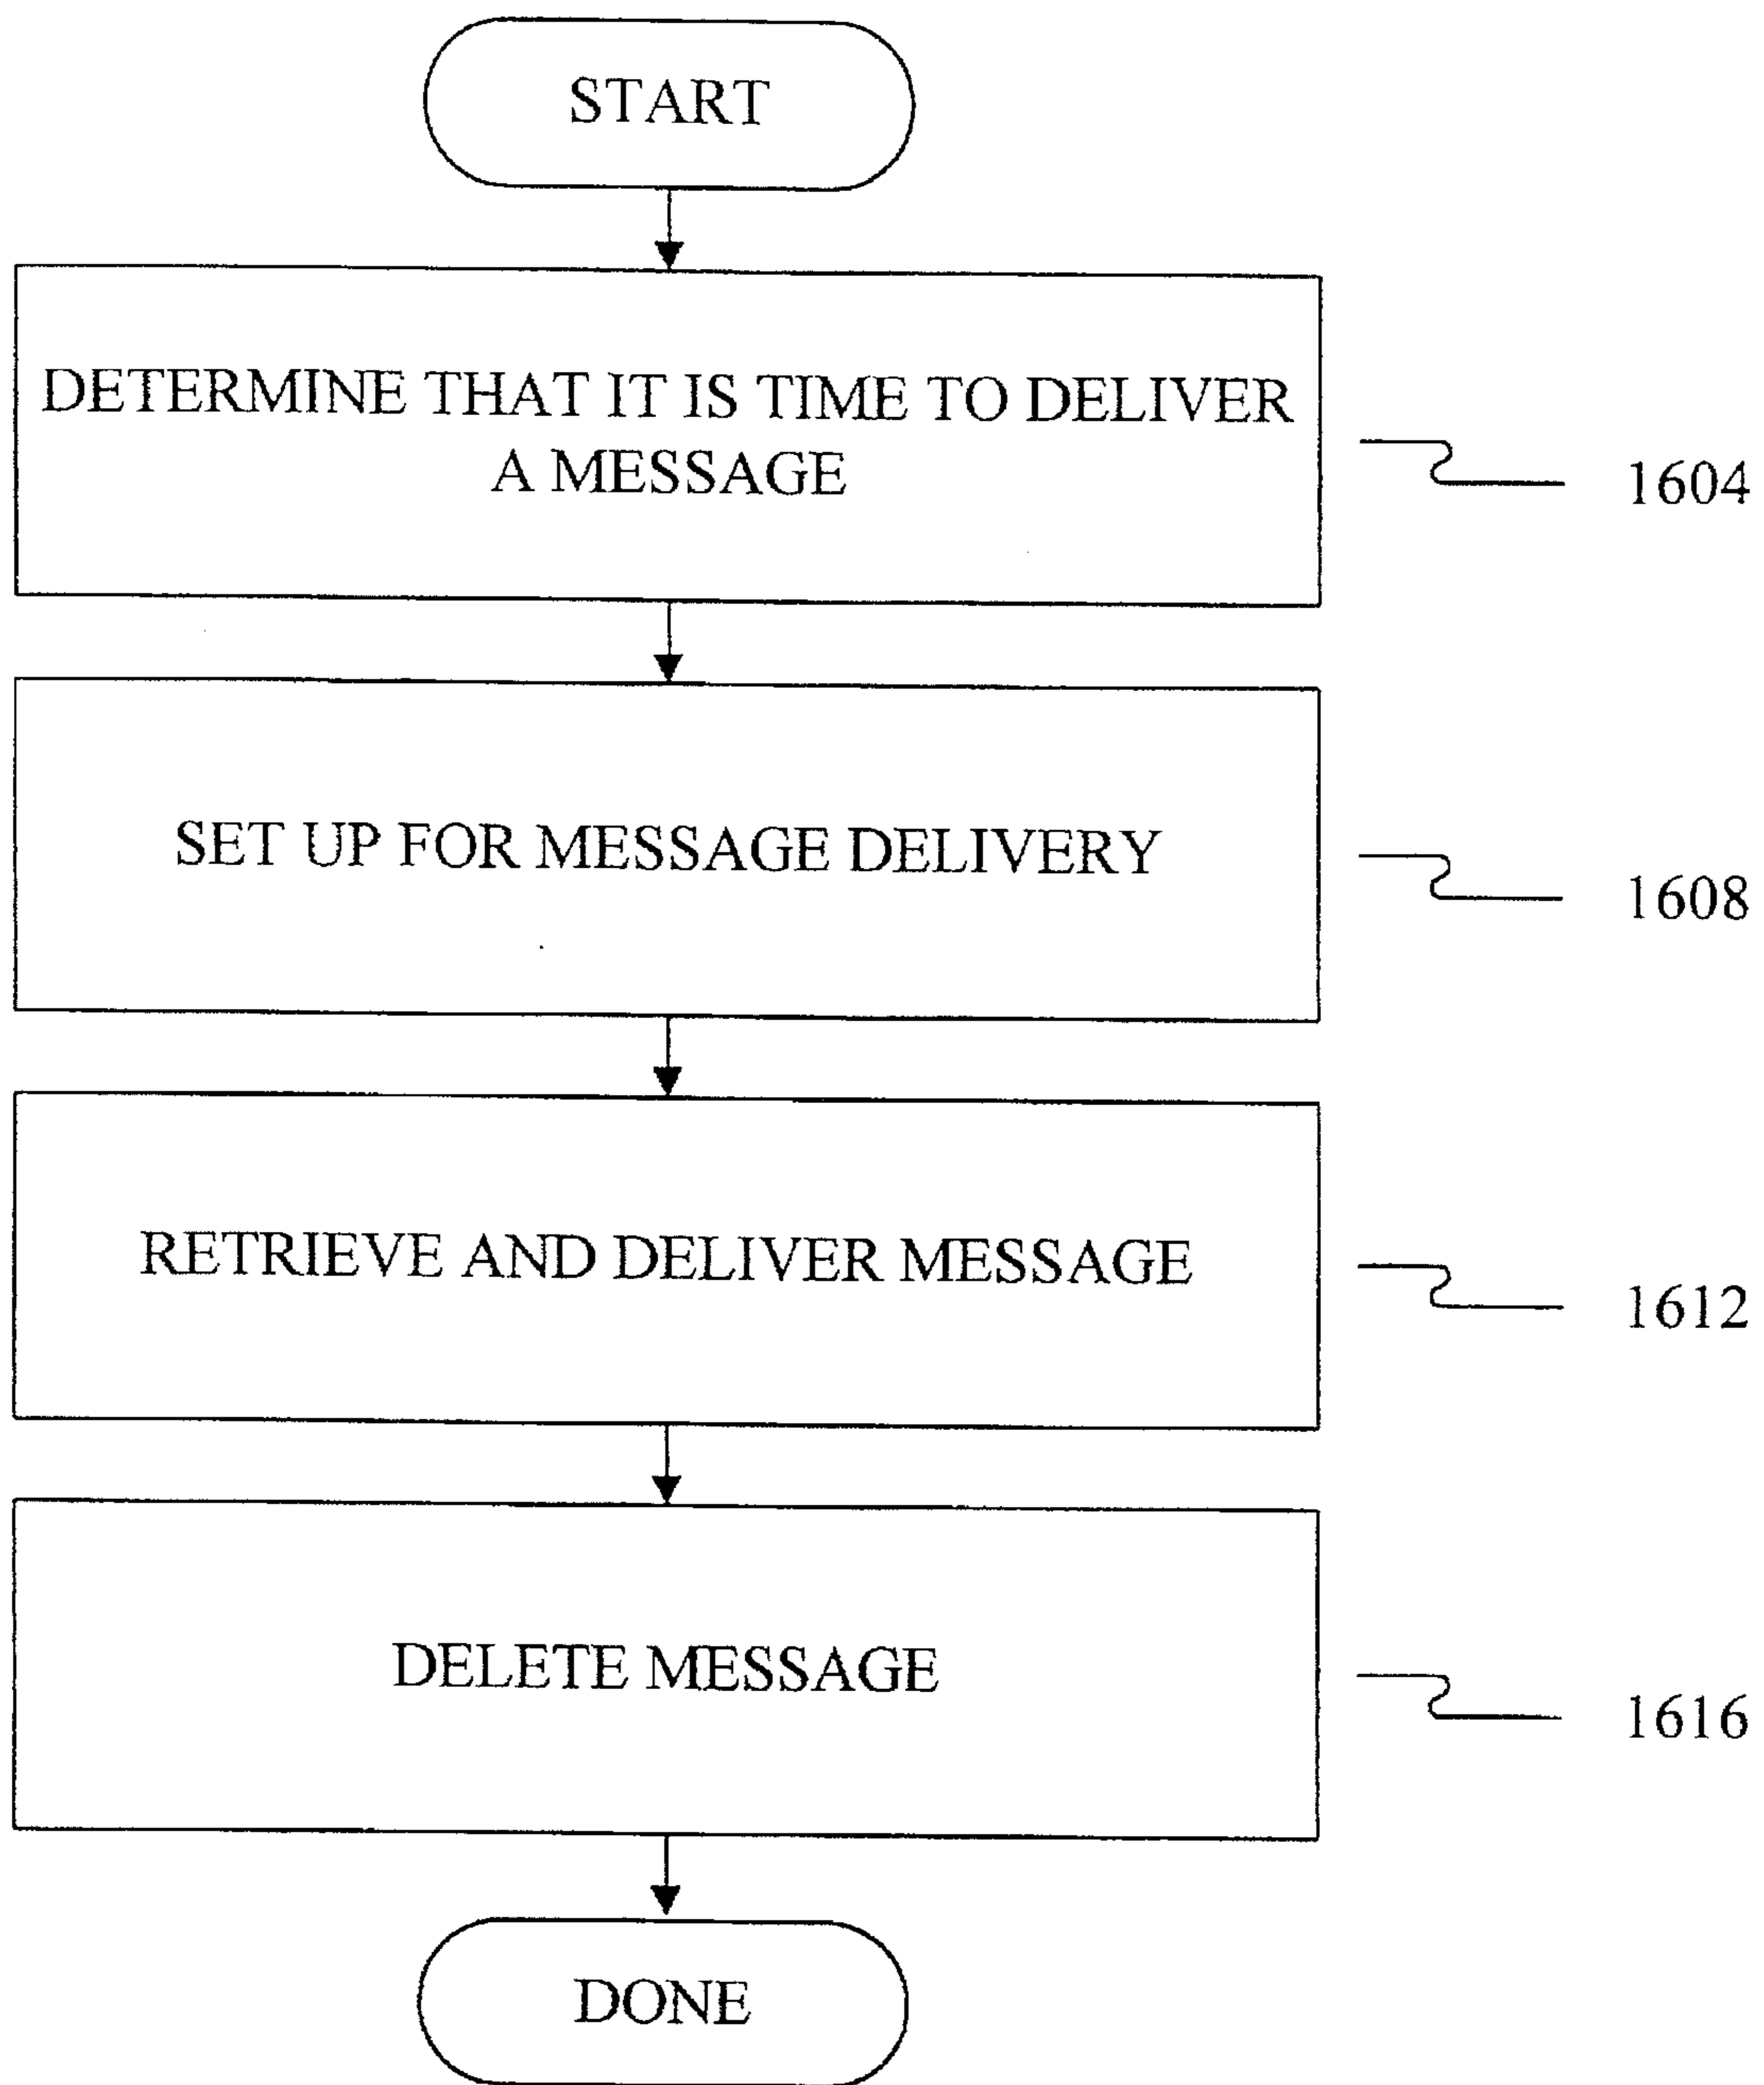 START
DETERMINE THAT IT IS TIME TO DELIVER
A MESSAGE
1604
SET UP FOR MESSAGE DELIVERY
1608
RETRIEVE AND DELIVER MESSAGE
1612
DELETE MESSAGE
1616
DONE